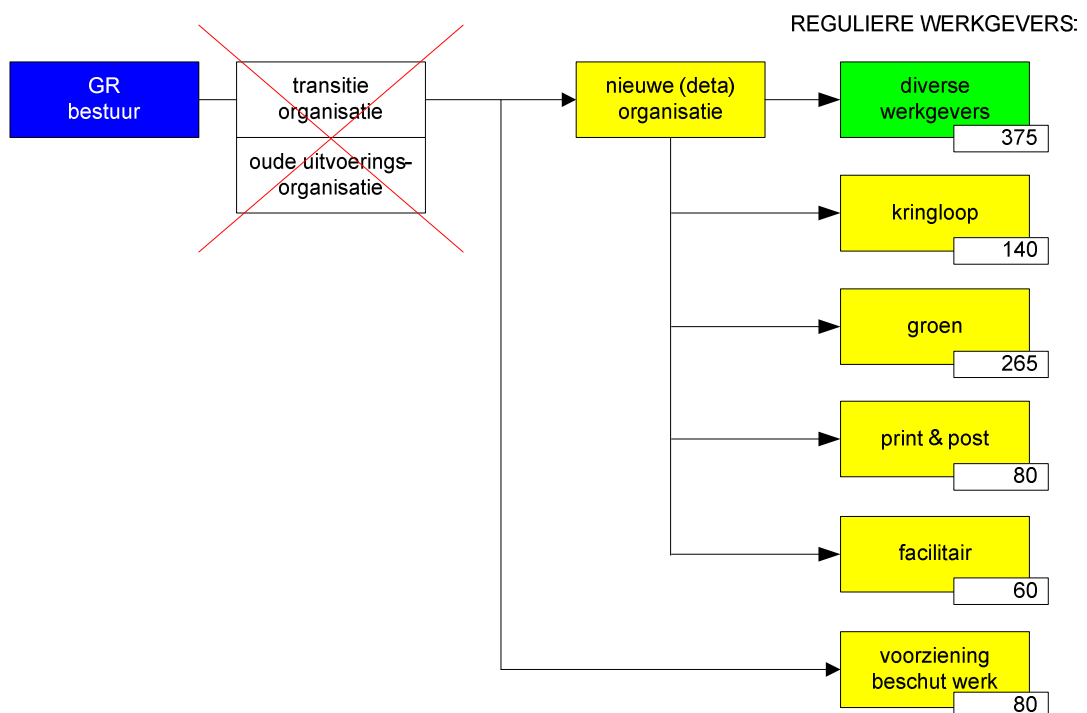 REGULIERE WERKGEVERS:
GR
bestuur
transitie
organisatie
oude uitvoerings-
organisatie
nieuwe (deta)
organisatie
diverse
werkgevers
375
kringloop
140
groen
265
print & post
80
facilitair
60
voorziening
beschut werk
80